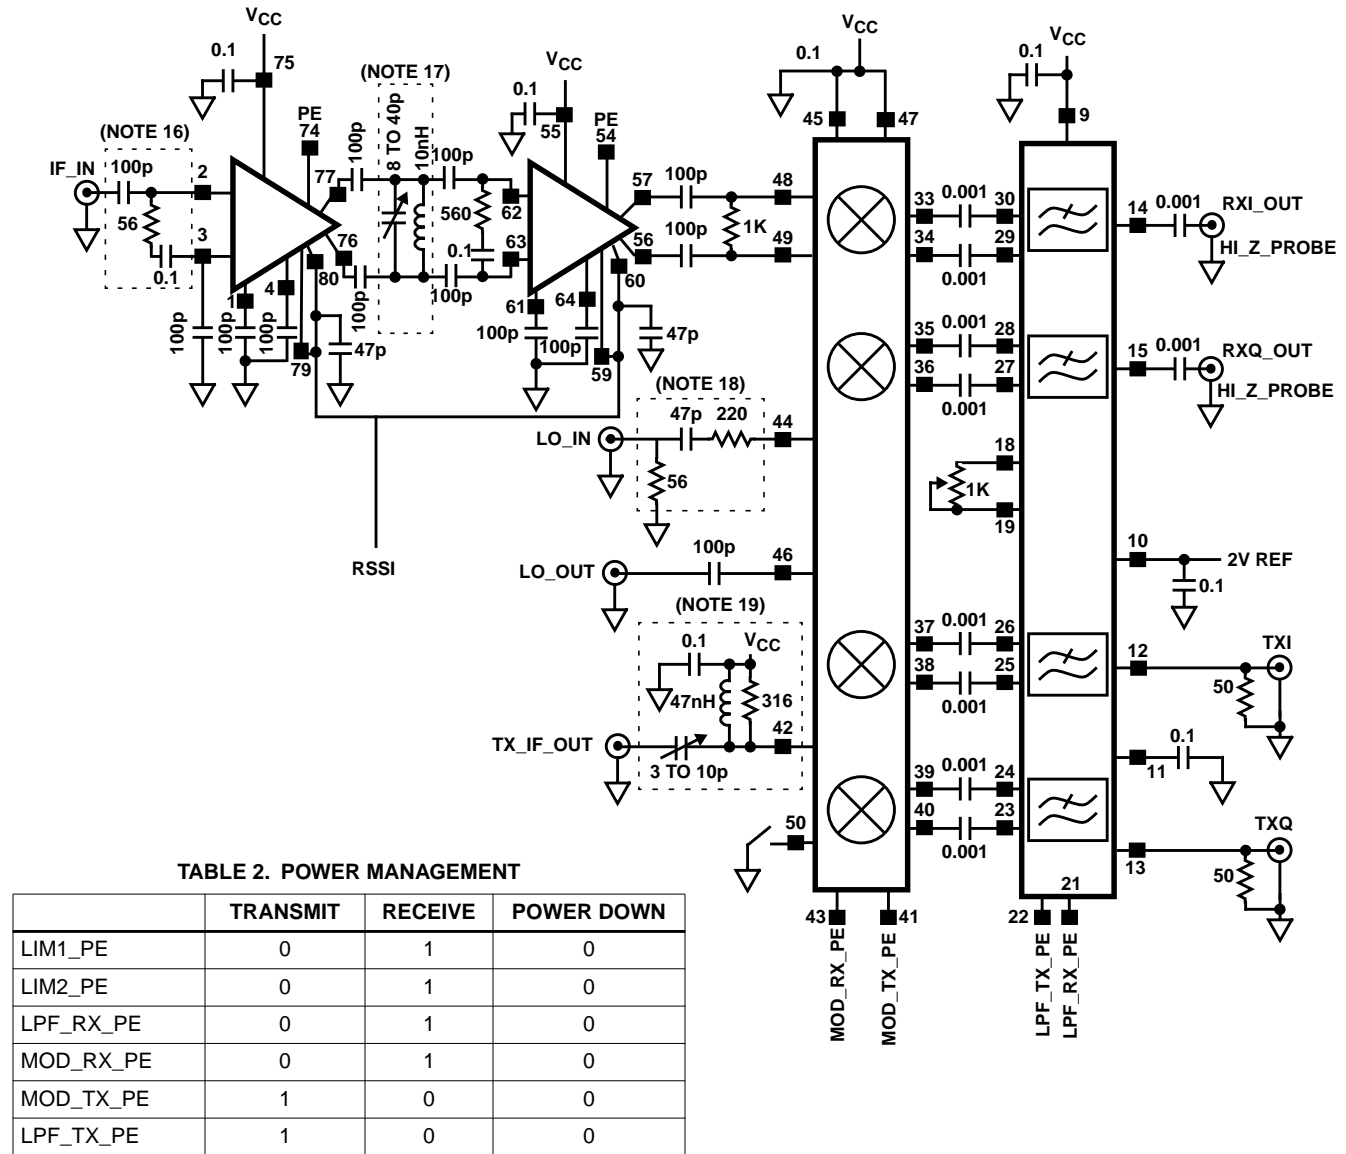 VCC
0.1
75
(NOTE 17)
VCC
0.1
55
VCC
0.1
45
47
VCC
0.1
9
(NOTE 16)
IF_IN
100p
56
0.1
2
3
PE
74
77
76
100p
8 TO 40p
10nH
100p
560
0.1
100p
100p
62
63
PE
54
57
56
100p
100p
1K
48
49
33
0.001
30
34
0.001
29
14
0.001
RXI_OUT
HI_Z_PROBE
100p
1
100p
4
100p
80
79
47p
61
100p
64
100p
60
59
47p
35
0.001
28
36
0.001
27
15
0.001
RXQ_OUT
HI_Z_PROBE
(NOTE 18)
LO_IN
47p
220
44
56
18
1K
19
RSSI
LO_OUT
100p
46
10
2V REF
0.1
(NOTE 19)
0.1
VCC
47nH
316
42
TX_IF_OUT
3 TO 10p
37
0.001
26
38
0.001
25
12
TXI
50
11
0.1
39
0.001
24
40
0.001
23
50
13
TXQ
50
21
43
41
22
MOD_RX_PE
MOD_TX_PE
LPF_TX_PE
LPF_RX_PE
TABLE 2. POWER MANAGEMENT
TRANSMIT RECEIVE POWER DOWN
LIM1_PE 0 1 0
LIM2_PE 0 1 0
LPF_RX_PE 0 1 0
MOD_RX_PE 0 1 0
MOD_TX_PE 1 0 0
LPF_TX_PE 1 0 0